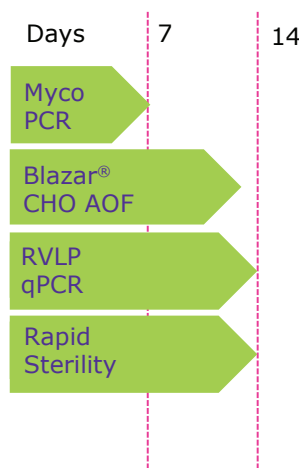 Days 7 14
Myco
PCR
Blazar®
CHO AOF
RVLP
qPCR
Rapid
Sterility